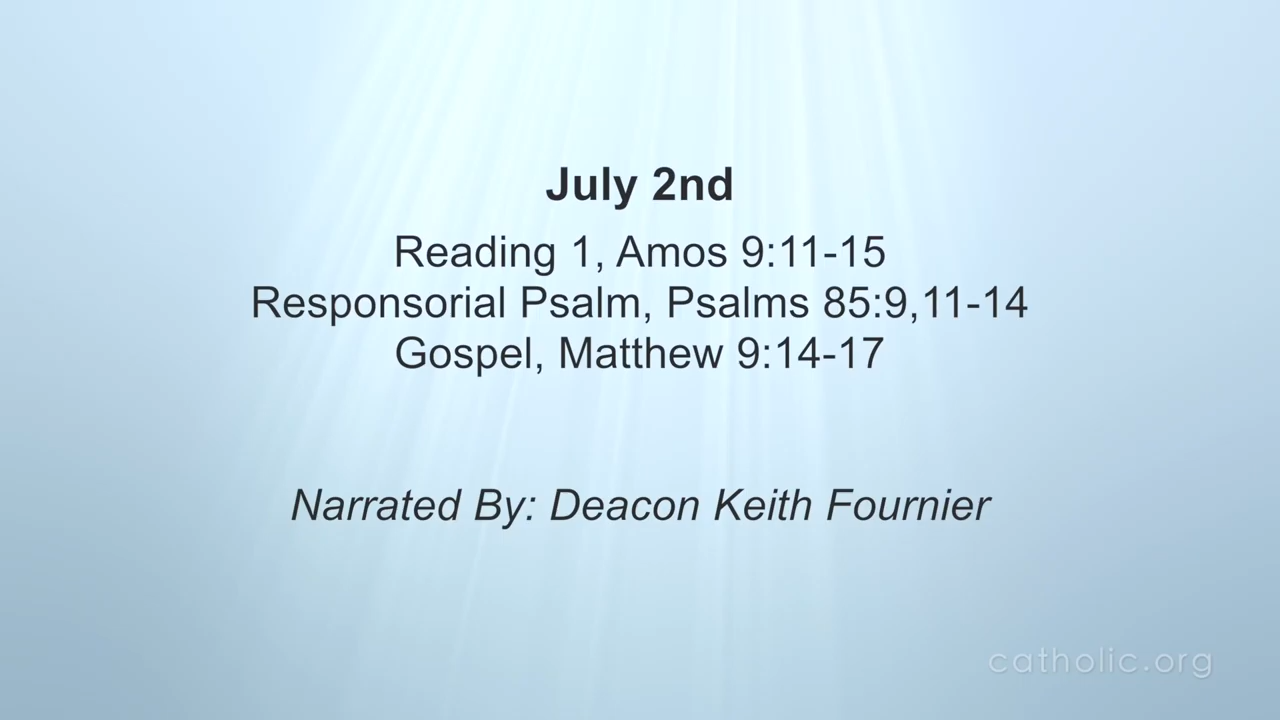 July 2nd
Reading 1, Amos 9:11-15
Responsorial Psalm, Psalms 85:9,11-14
Gospel, Matthew 9:14-17
Narrated By: Deacon Keith Fournier
catholic.org